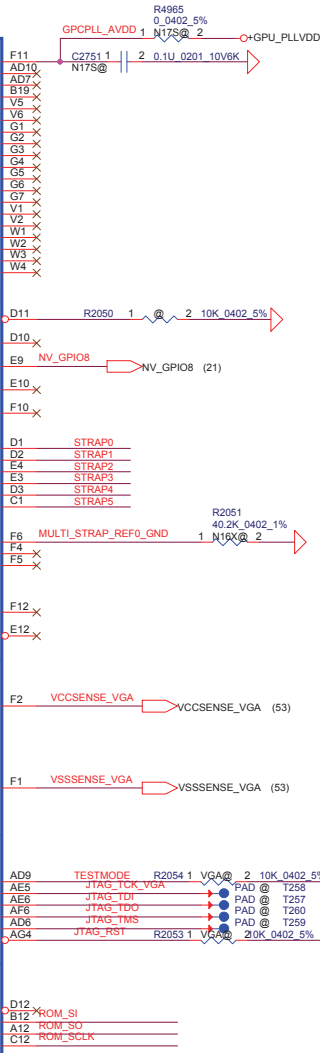 R4965
0_0402_5%
GPCPLL_AVDD 1 N17S@ 2 +GPU_PLLVDD
F11 C2751 1 2 0.1U_0201_10V6K
AD10 N17S@
AD7
B19
V5
V6
G1
G2
G3
G4
G5
G6
G7
V1
V2
W1
W2
W3
W4
D11 R2050 1 @ 2 10K_0402_5%
D10
E9 NV_GPIO8 NV_GPIO8 (21)
E10
F10
D1 STRAP0
D2 STRAP1
E4 STRAP2
E3 STRAP3
D3 STRAP4
C1 STRAP5
R2051
40.2K_0402_1%
F6 MULTI_STRAP_REF0_GND 1 N16X@ 2
F4
F5
F12
E12
F2 VCCSENSE_VGA VCCSENSE_VGA (53)
F1 VSSSENSE_VGA VSSSENSE_VGA (53)
AD9 TESTMODE R2054 1 VGA@ 2 10K_0402_5%
AE5 JTAG_TCK_VGA PAD @ T258
AE6 JTAG_TDI PAD @ T257
AF6 JTAG_TDO PAD @ T260
AD6 JTAG_TMS PAD @ T259
AG4 JTAG_RST R2053 1 VGA@ 2 10K_0402_5%
D12
B12 ROM_SI
A12 ROM_SO
C12 ROM_SCLK